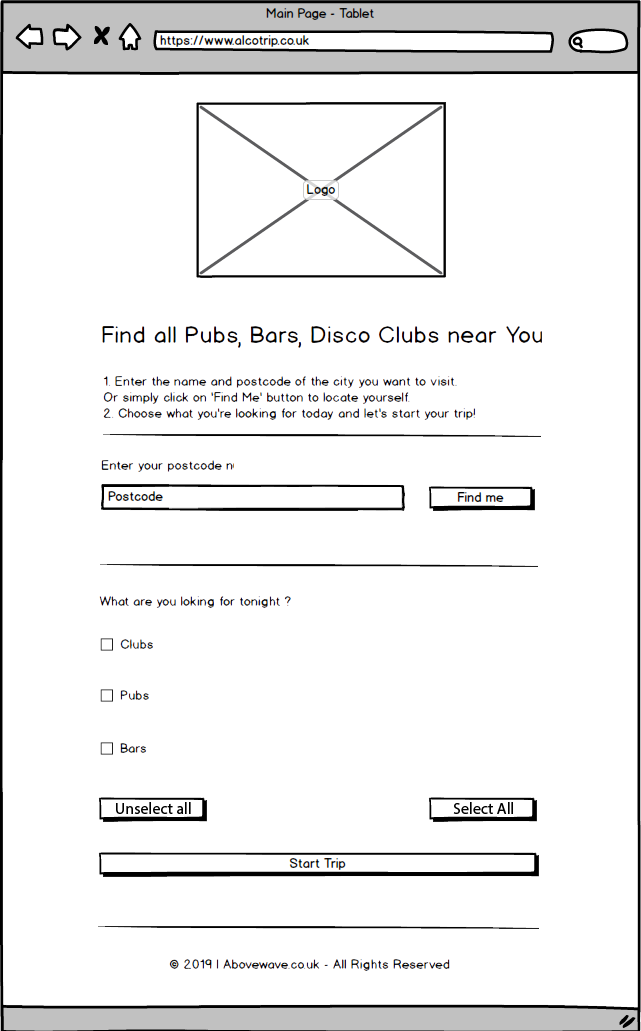 Main Page - Tablet
https://www.alcotrip.co.uk
Logo
Find all Pubs, Bars, Disco Clubs near You
1. Enter the name and postcode of the city you want to visit.
Or simply click on 'Find Me' button to locate yourself.
2. Choose what you're looking for today and let's start your trip!
Enter your postcode
Postcode
Find me
What are you loking for tonight ?
Clubs
Pubs
Bars
Unselect all
Select All
Start Trip
© 2019 | Abovewave.co.uk - All Rights Reserved